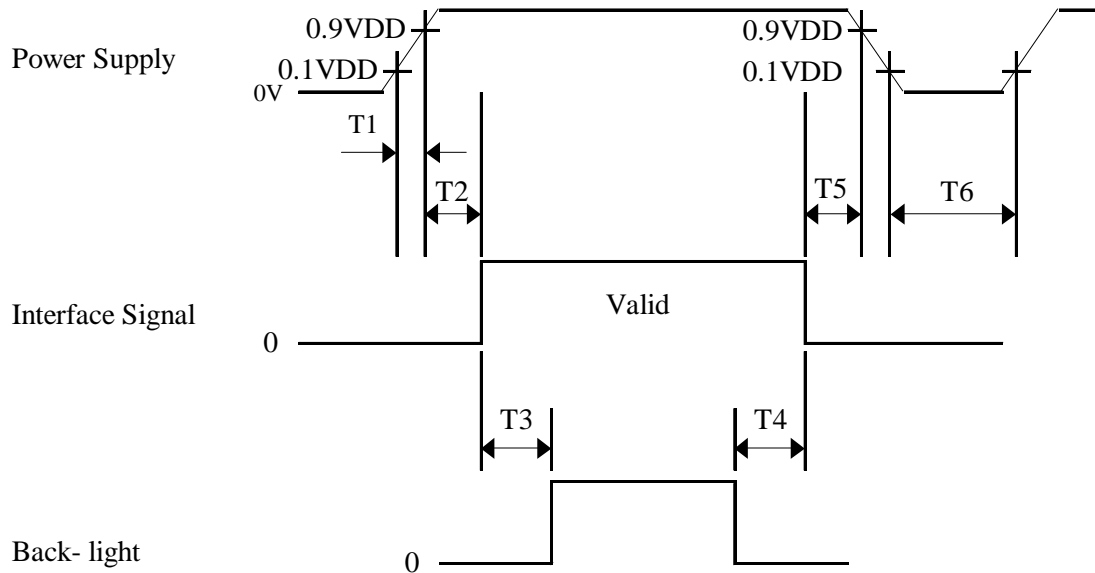 0.9VDD
0.9VDD
Power Supply
0.1VDD
0.1VDD
0V
T1
T2
T5
T6
Interface Signal
Valid
0
T3
T4
Back- light
0